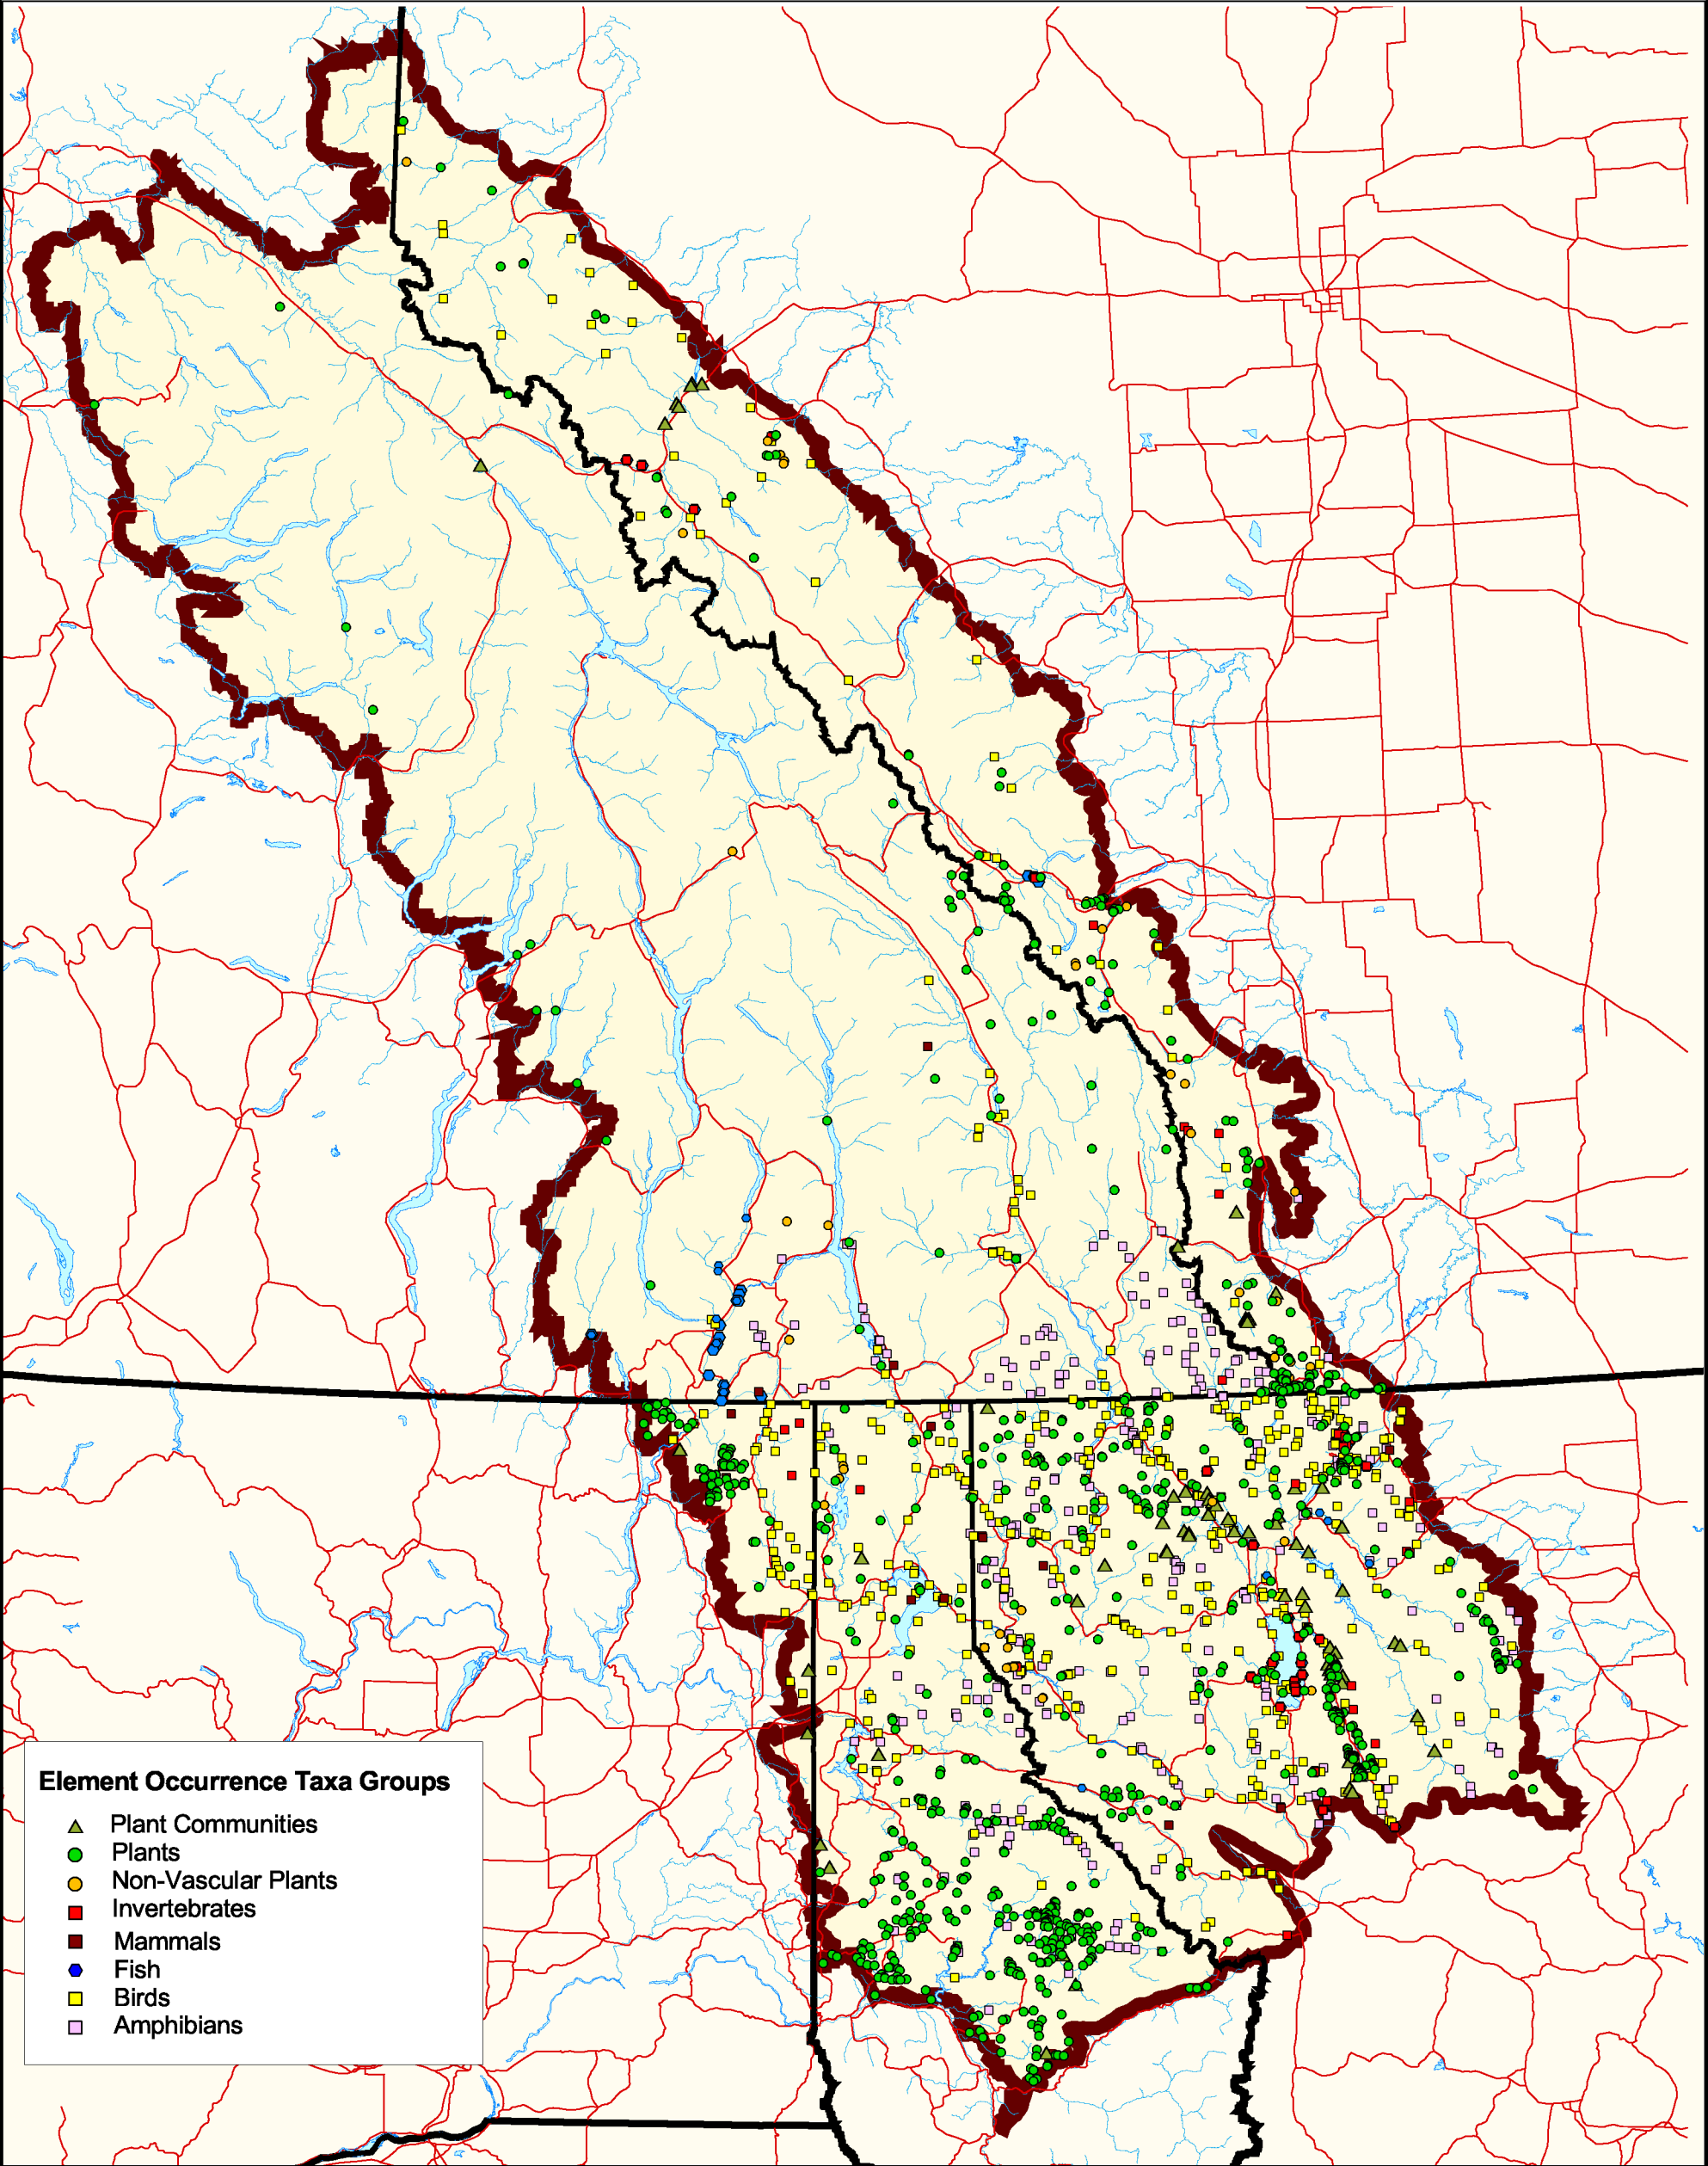 Element Occurrence Taxa Groups
Plant Communities
Plants
Non-Vascular Plants
Invertebrates
Mammals
Fish
Birds
Amphibians